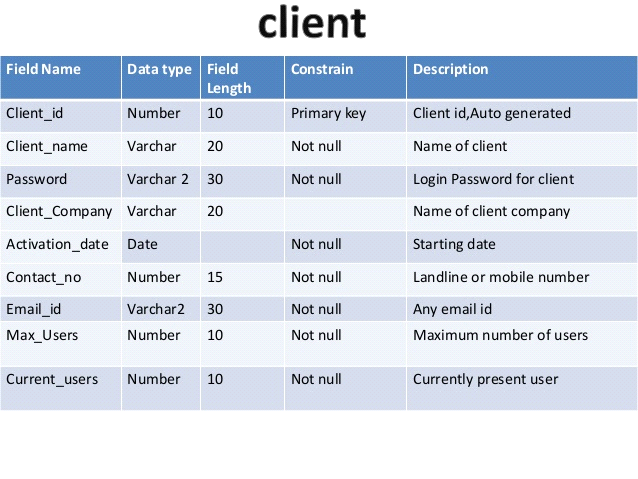 client
Field Name Data type Field Length Constrain Description
Client_id Number 10 Primary key Client id,Auto generated
Client_name Varchar 20 Not null Name of client
Password Varchar 2 30 Not null Login Password for client
Client_Company Varchar 20 Name of client company
Activation_date Date Not null Starting date
Contact_no Number 15 Not null Landline or mobile number
Email_id Varchar2 30 Not null Any email id
Max_Users Number 10 Not null Maximum number of users
Current_users Number 10 Not null Currently present user